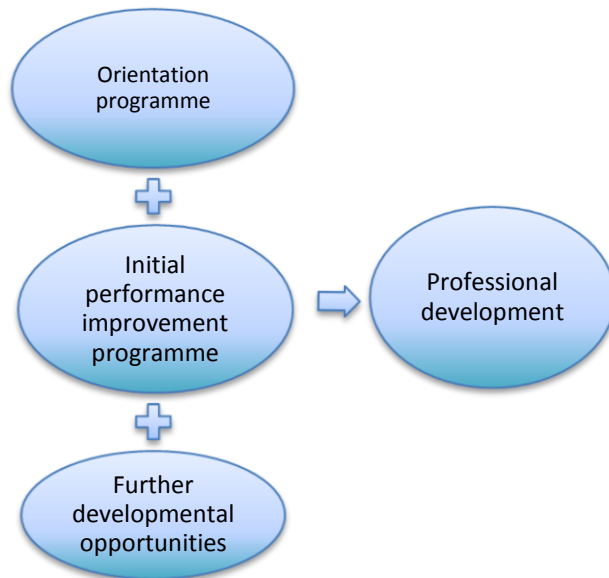 Orientation
programme
Initial
performance
improvement
programme
Professional
development
Further
developmental
opportunities